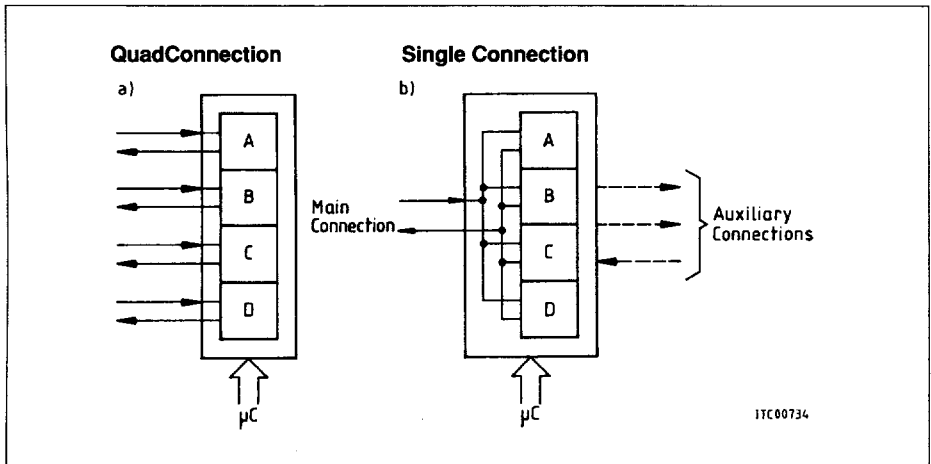 QuadConnection
Single Connection
a)
b)
A
B
C
D
Main
Connection
A
B
C
D
Auxiliary
Connections
µC
µC
ITC00734